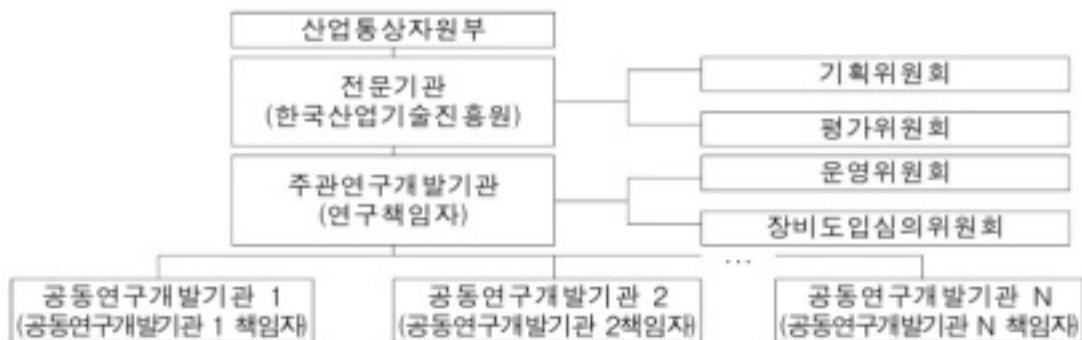 산업통상자원부
전문기관
(한국산업기술진흥원)
기획위원회
평가위원회
주관연구개발기관
(연구책임자)
운영위원회
장비도입심의위원회
...
공동연구개발기관 1
(공동연구개발기관 1 책임자)
공동연구개발기관 2
(공동연구개발기관 2책임자)
공동연구개발기관 N
(공동연구개발기관 N 책임자)